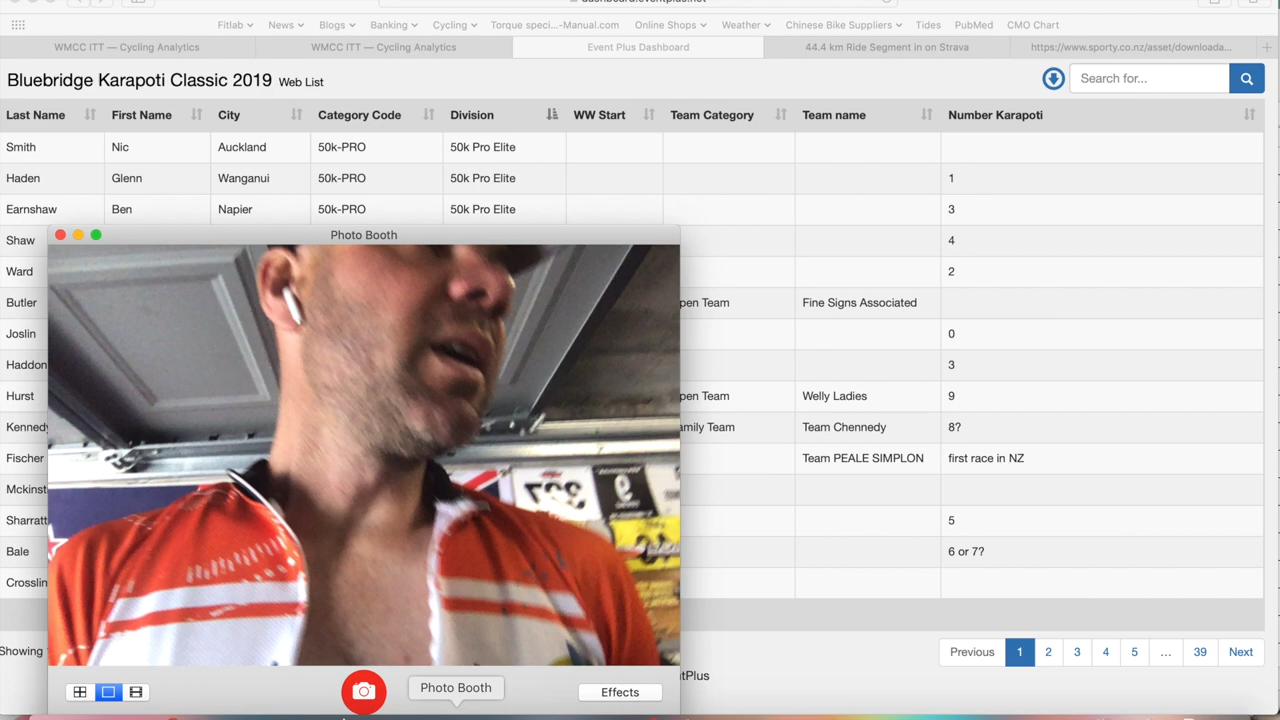 dashboard.eventplus.net
Fitlab News Blogs Banking Cycling Torque speci...-Manual.com Online Shops Weather Chinese Bike Suppliers Tides PubMed CMO Chart
WMCC ITT — Cycling Analytics WMCC ITT — Cycling Analytics Event Plus Dashboard 44.4 km Ride Segment in on Strava https://www.sporty.co.nz/asset/downloada...
Bluebridge Karapoti Classic 2019 Web List Search for...
Last Name First Name City Category Code Division WW Start Team Category Team name Number Karapoti
Smith Nic Auckland 50k-PRO 50k Pro Elite
Haden Glenn Wanganui 50k-PRO 50k Pro Elite 1
Earnshaw Ben Napier 50k-PRO 50k Pro Elite 3
Shaw 4
Photo Booth
Ward 2
Butler pen Team Fine Signs Associated
Joslin 0
Haddon 3
Hurst pen Team Welly Ladies 9
Kennedy amily Team Team Chennedy 8?
Fischer Team PEALE SIMPLON first race in NZ
Mckinst
Sharratt 5
Bale 6 or 7?
Crosslin
Showing
Previous 1 2 3 4 5 ... 39 Next
ntPlus
Photo Booth Effects